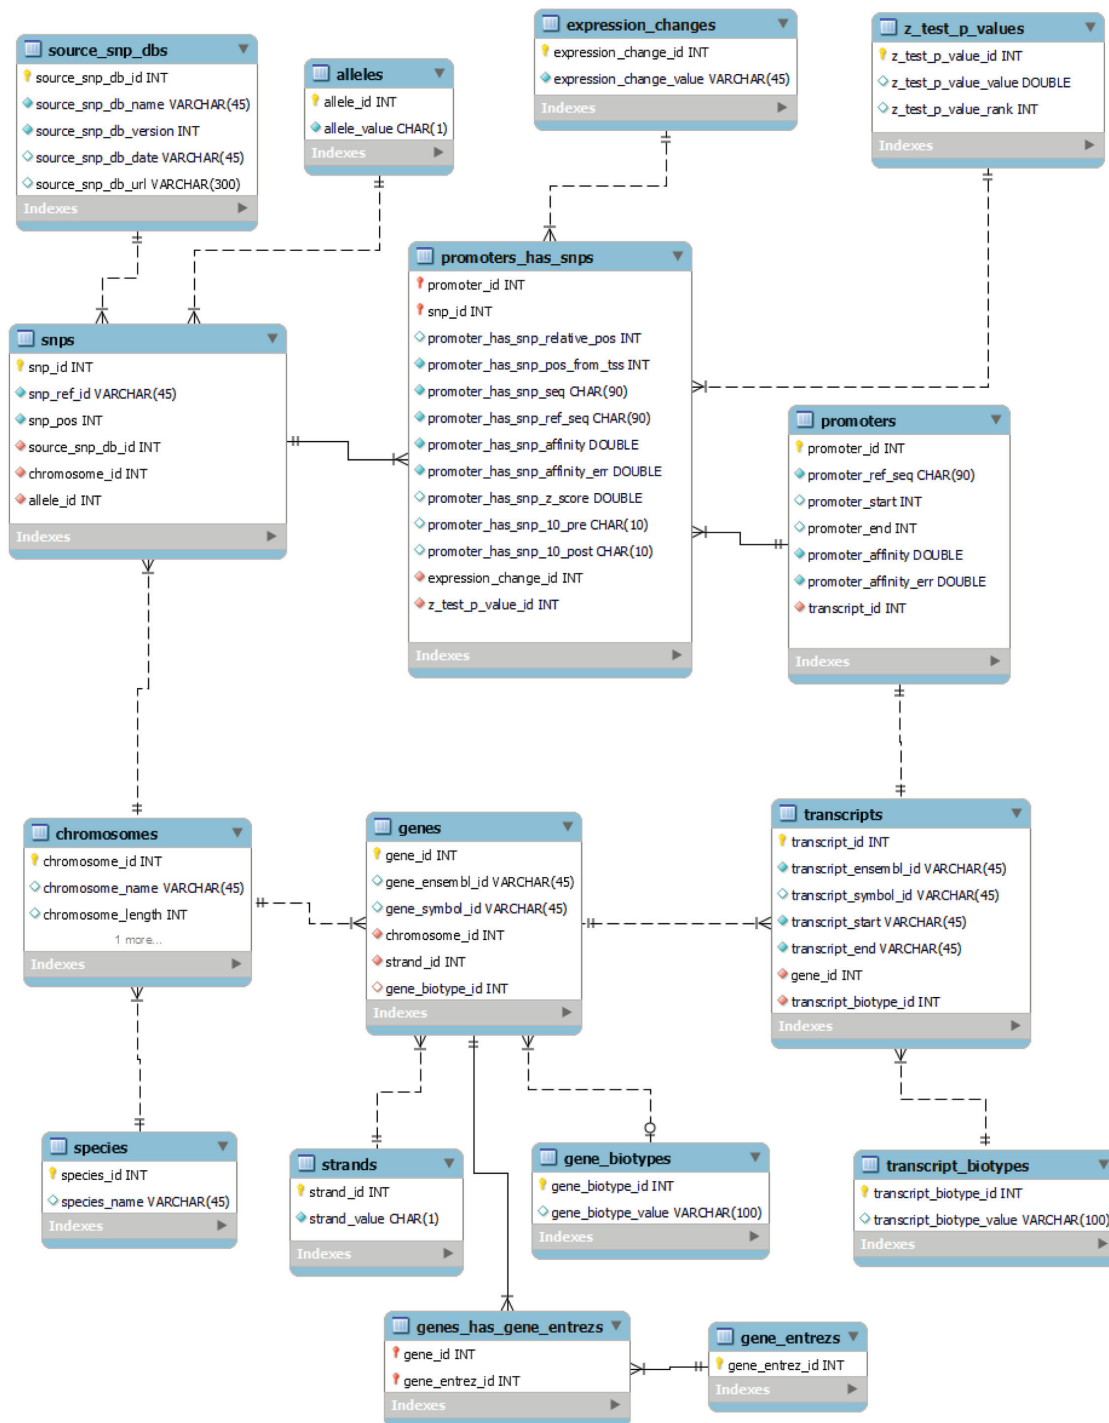 source_snp_dbs
source_snp_db_id INT
source_snp_db_name VARCHAR(45)
source_snp_db_version INT
source_snp_db_date VARCHAR(45)
source_snp_db_url VARCHAR(300)
Indexes
alleles
allele_id INT
allele_value CHAR(1)
Indexes
expression_changes
expression_change_id INT
expression_change_value VARCHAR(45)
Indexes
z_test_p_values
z_test_p_value_id INT
z_test_p_value_value DOUBLE
z_test_p_value_rank INT
Indexes
snps
snp_id INT
snp_ref_id VARCHAR(45)
snp_pos INT
source_snp_db_id INT
chromosome_id INT
allele_id INT
Indexes
promoters_has_snps
promoter_id INT
snp_id INT
promoter_has_snp_relative_pos INT
promoter_has_snp_pos_from_tss INT
promoter_has_snp_seq CHAR(90)
promoter_has_snp_ref_seq CHAR(90)
promoter_has_snp_affinity DOUBLE
promoter_has_snp_affinity_err DOUBLE
promoter_has_snp_z_score DOUBLE
promoter_has_snp_10_pre CHAR(10)
promoter_has_snp_10_post CHAR(10)
expression_change_id INT
z_test_p_value_id INT
Indexes
promoters
promoter_id INT
promoter_ref_seq CHAR(90)
promoter_start INT
promoter_end INT
promoter_affinity DOUBLE
promoter_affinity_err DOUBLE
transcript_id INT
Indexes
chromosomes
chromosome_id INT
chromosome_name VARCHAR(45)
chromosome_length INT
1 more...
Indexes
genes
gene_id INT
gene_ensembl_id VARCHAR(45)
gene_symbol_id VARCHAR(45)
chromosome_id INT
strand_id INT
gene_biotype_id INT
Indexes
transcripts
transcript_id INT
transcript_ensembl_id VARCHAR(45)
transcript_symbol_id VARCHAR(45)
transcript_start VARCHAR(45)
transcript_end VARCHAR(45)
gene_id INT
transcript_biotype_id INT
Indexes
species
species_id INT
species_name VARCHAR(45)
Indexes
strands
strand_id INT
strand_value CHAR(1)
Indexes
gene_biotypes
gene_biotype_id INT
gene_biotype_value VARCHAR(100)
Indexes
transcript_biotypes
transcript_biotype_id INT
transcript_biotype_value VARCHAR(100)
Indexes
genes_has_gene_entrezs
gene_id INT
gene_entrez_id INT
Indexes
gene_entrezs
gene_entrez_id INT
Indexes